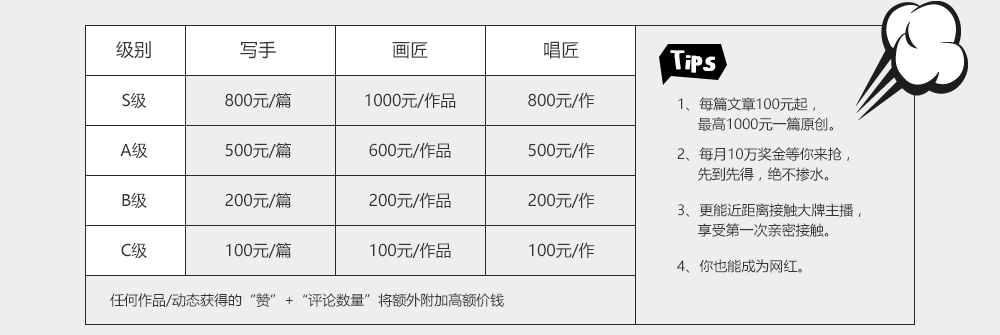 级别 写手 画匠 唱匠
S级 800元/篇 1000元/作品 800元/作
A级 500元/篇 600元/作品 500元/作
B级 200元/篇 200元/作品 200元/作
C级 100元/篇 100元/作品 100元/作
任何作品/动态获得的“赞”+“评论数量”将额外附加高额价钱
Tips
1、每篇文章100元起，
最高1000元一篇原创。
2、每月10万奖金等你来抢，
先到先得，绝不掺水。
3、更能近距离接触大牌主播，
享受第一次亲密接触。
4、你也能成为网红。